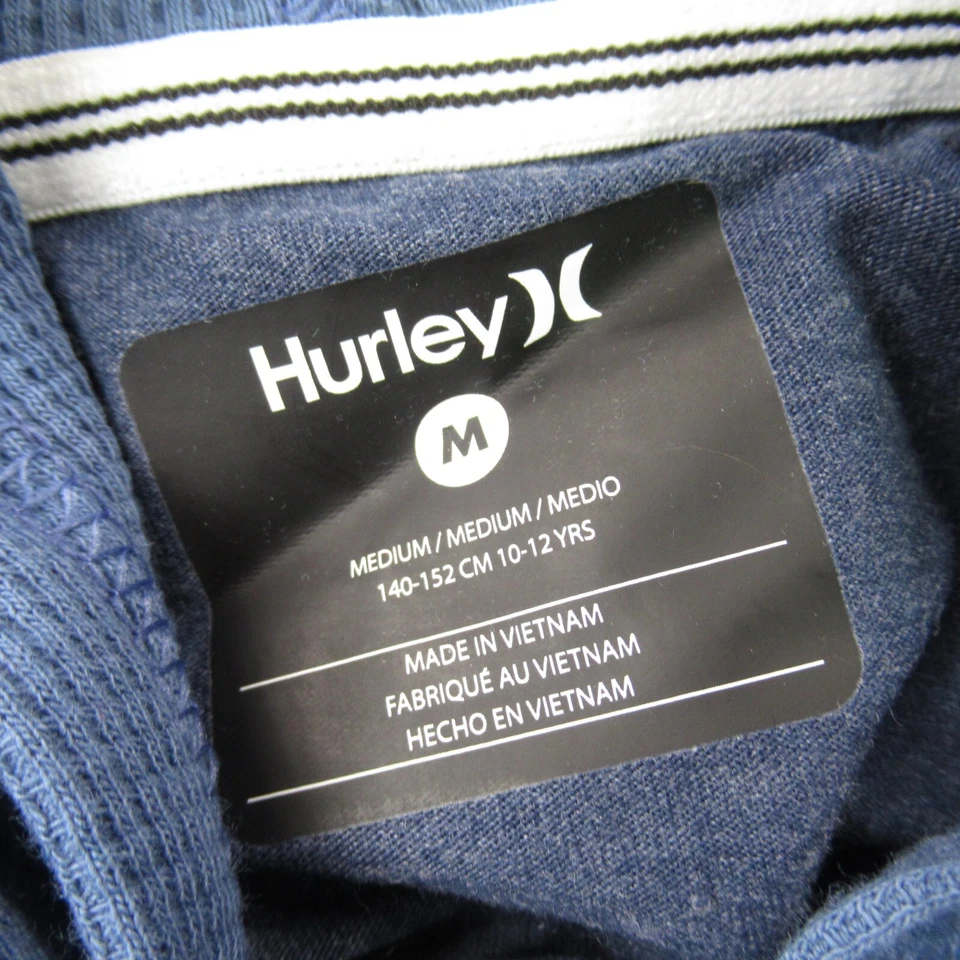 Hurley
M
MEDIUM / MEDIUM / MEDIO
140-152 CM 10-12 YRS
MADE IN VIETNAM
FABRIQUÉ AU VIETNAM
HECHO EN VIETNAM